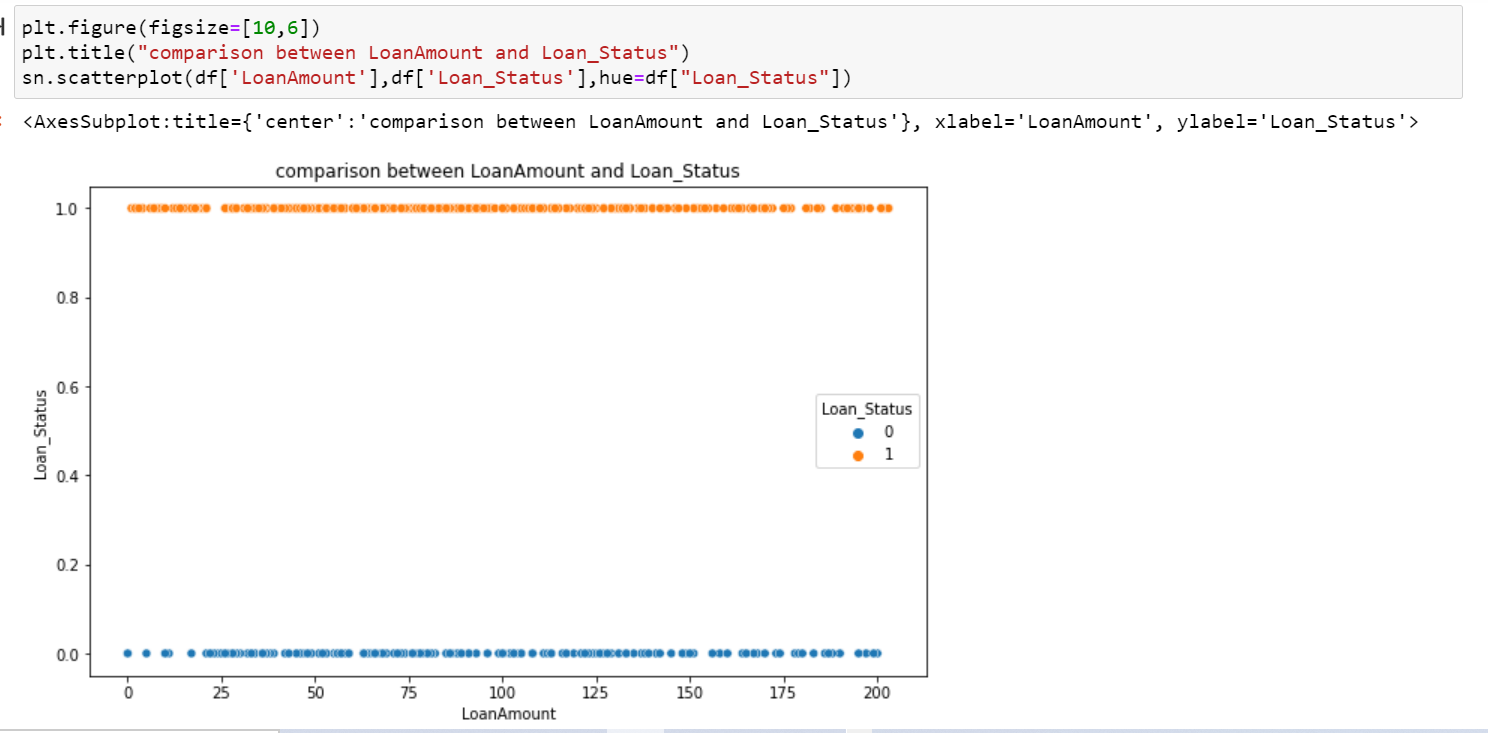 plt.figure(figsize=[10,6])
plt.title("comparison between LoanAmount and Loan_Status")
sn.scatterplot(df['LoanAmount'],df['Loan_Status'],hue=df["Loan_Status"])
<AxesSubplot:title={'center':'comparison between LoanAmount and Loan_Status'}, xlabel='LoanAmount', ylabel='Loan_Status'>
comparison between LoanAmount and Loan_Status
1.0
0.8
0.6
0.4
0.2
0.0
Loan_Status
Loan_Status
0
1
0 25 50 75 100 125 150 175 200
LoanAmount